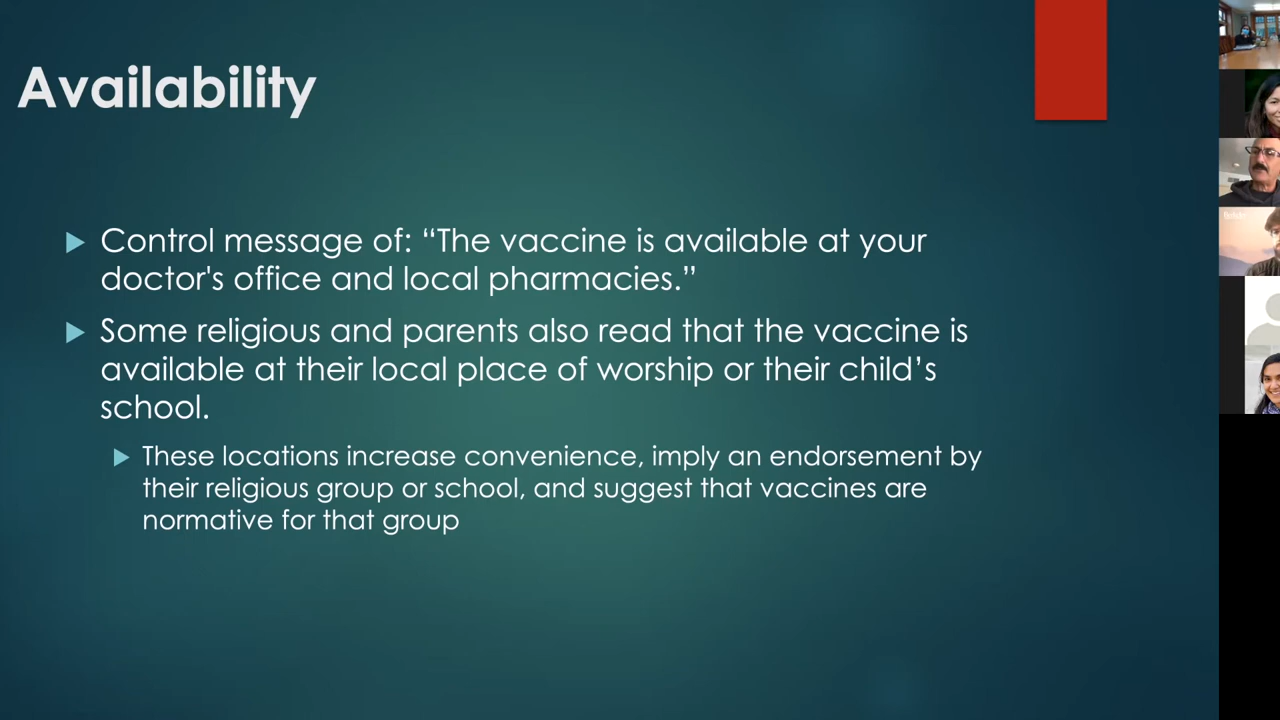 Availability
Control message of: “The vaccine is available at your
doctor's office and local pharmacies.”
Some religious and parents also read that the vaccine is
available at their local place of worship or their child’s
school.
These locations increase convenience, imply an endorsement by
their religious group or school, and suggest that vaccines are
normative for that group